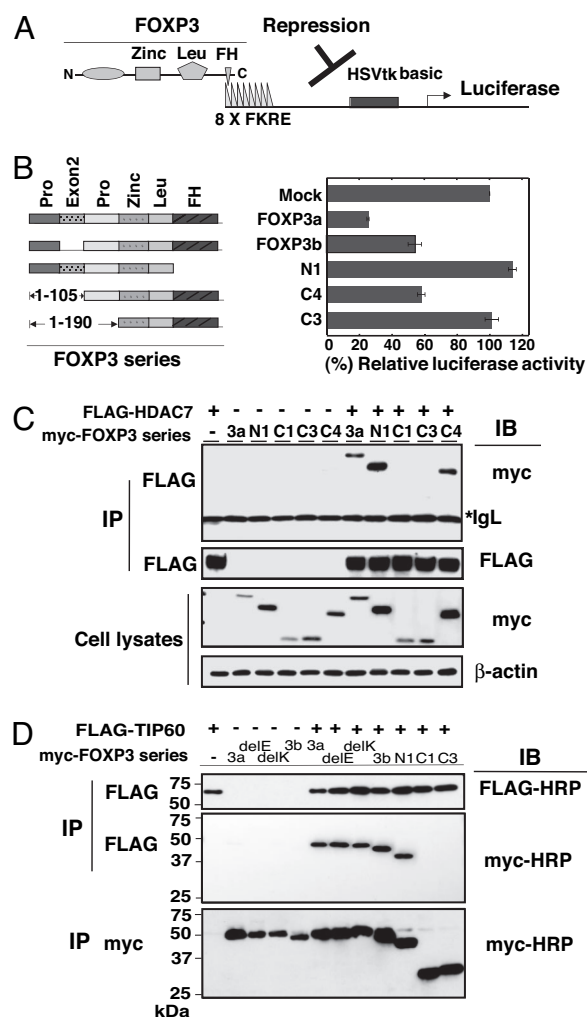 A
FOXP3
Repression
Zinc Leu FH
N C
HSVtk basic
Luciferase
8 X FKRE
B
Pro Exon2 Pro Zinc Leu FH
1-105
1-190
FOXP3 series
Mock
FOXP3a
FOXP3b
N1
C4
C3
0 20 40 60 80 100 120
(%) Relative luciferase activity
C
FLAG-HDAC7 + - - - - - + + + + +
myc-FOXP3 series - 3a N1 C1 C3 C4 3a N1 C1 C3 C4
IB
IP
FLAG
myc
*IgL
FLAG
FLAG
Cell lysates
myc
β-actin
D
FLAG-TIP60 + - - - - + + + + + + +
myc-FOXP3 series - 3a delE delK 3b 3a delE delK 3b N1 C1 C3
IB
IP
FLAG
75
50
FLAG-HRP
FLAG
75
50
37
25
myc-HRP
IP myc
75
50
37
25
myc-HRP
kDa